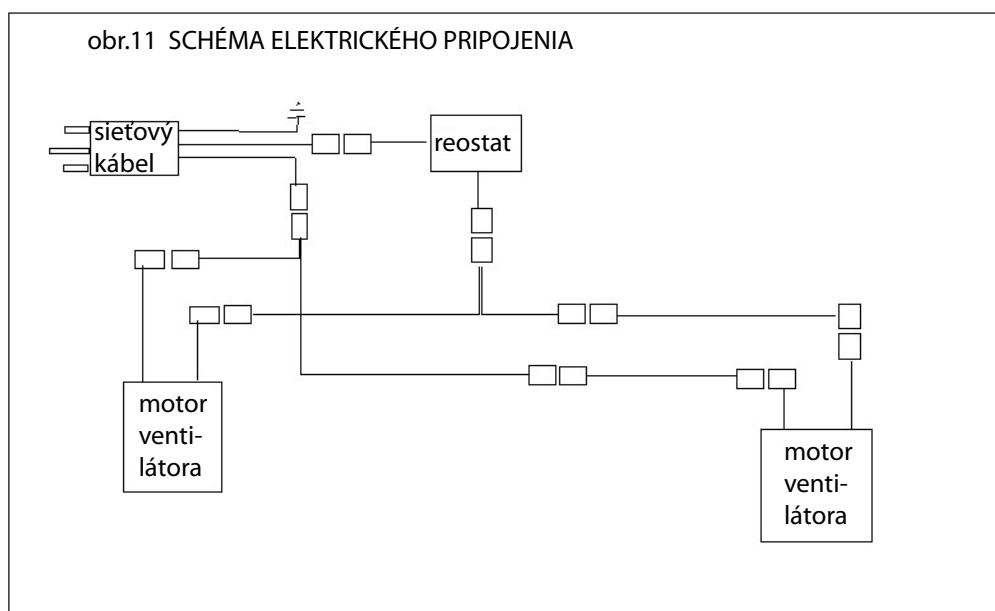 obr.11 SCHÉMA ELEKTRICKÉHO PRIPOJENIA
sieťový
kábel
reostat
motor
venti-
látora
motor
venti-
látora